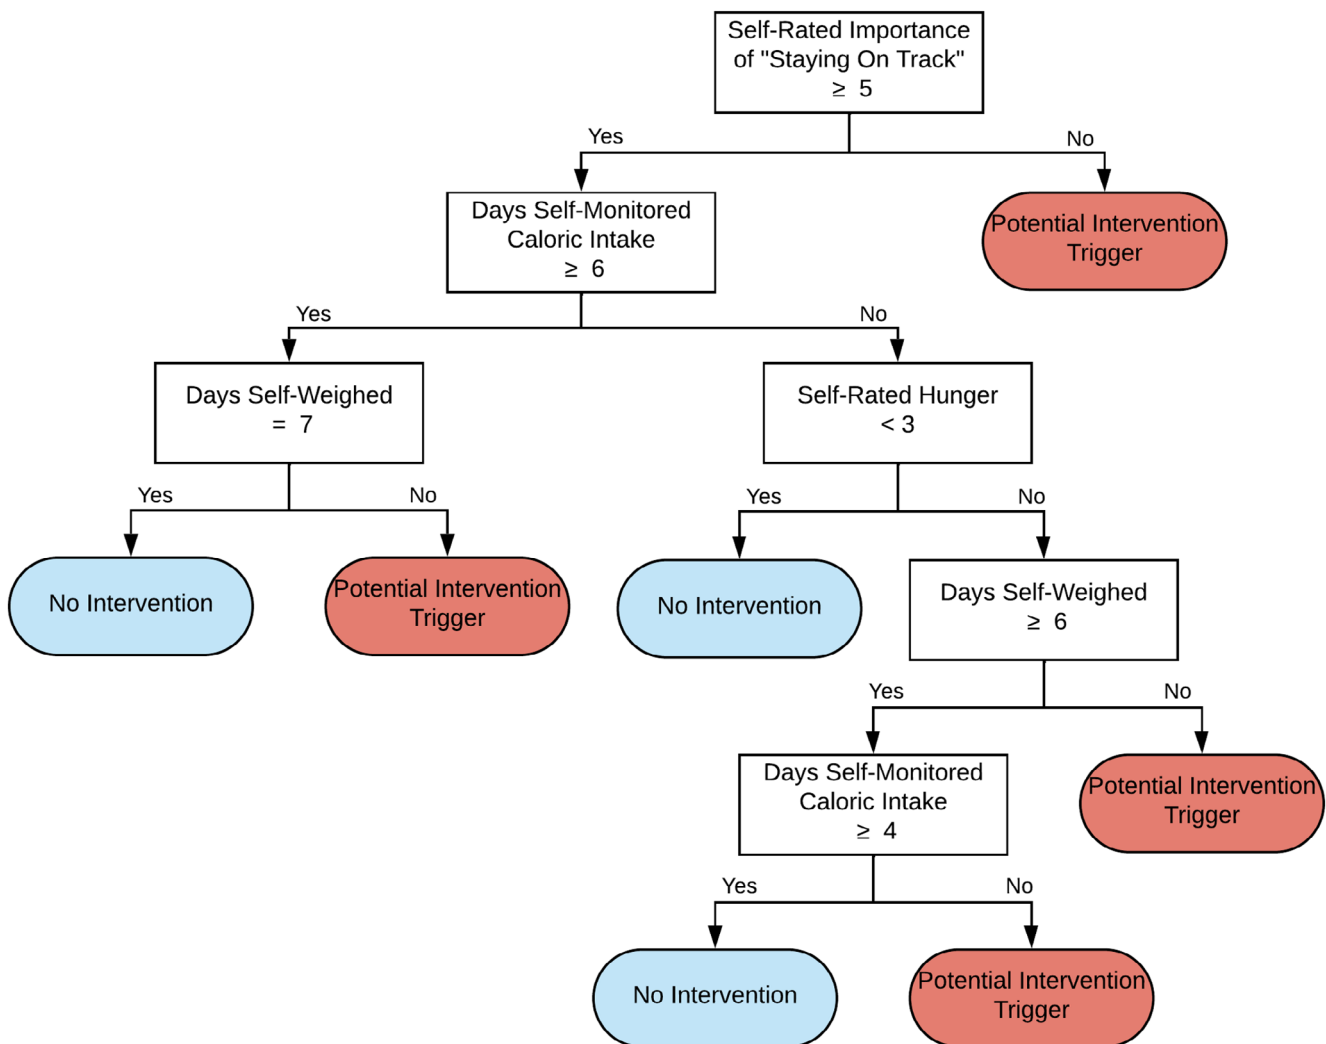 Self-Rated Importance
of "Staying On Track"
≥ 5
Yes
No
Days Self-Monitored
Caloric Intake
≥ 6
Potential Intervention
Trigger
Yes
No
Days Self-Weighed
= 7
Self-Rated Hunger
< 3
Yes
No
Yes
No
No Intervention
Potential Intervention
Trigger
No Intervention
Days Self-Weighed
≥ 6
Yes
No
Days Self-Monitored
Caloric Intake
≥ 4
Potential Intervention
Trigger
Yes
No
No Intervention
Potential Intervention
Trigger